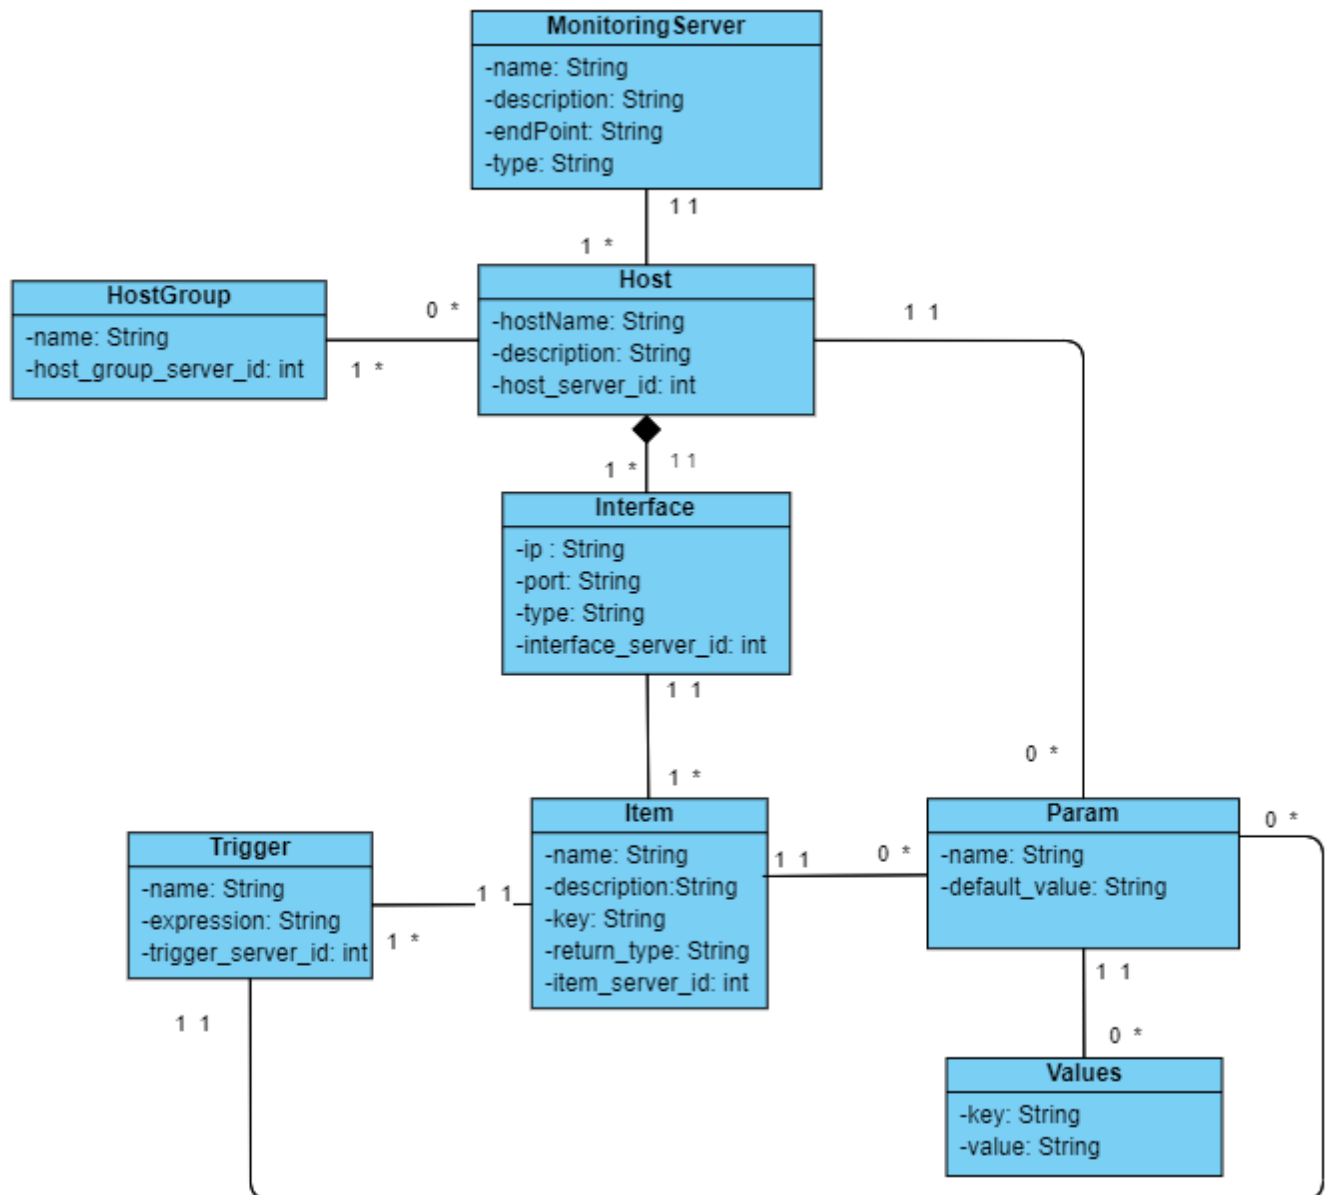 MonitoringServer
-name: String
-description: String
-endPoint: String
-type: String
1 1
1 *
Host
-hostName: String
-description: String
-host_server_id: int
HostGroup
-name: String
-host_group_server_id: int
0 *
1 *
1 1
1 *
1 1
Interface
-ip : String
-port: String
-type: String
-interface_server_id: int
1 1
1 *
0 *
Item
-name: String
-description:String
-key: String
-return_type: String
-item_server_id: int
Trigger
-name: String
-expression: String
-trigger_server_id: int
1 1
1 *
1 1
1 1
0 *
Param
-name: String
-default_value: String
0 *
1 1
0 *
Values
-key: String
-value: String